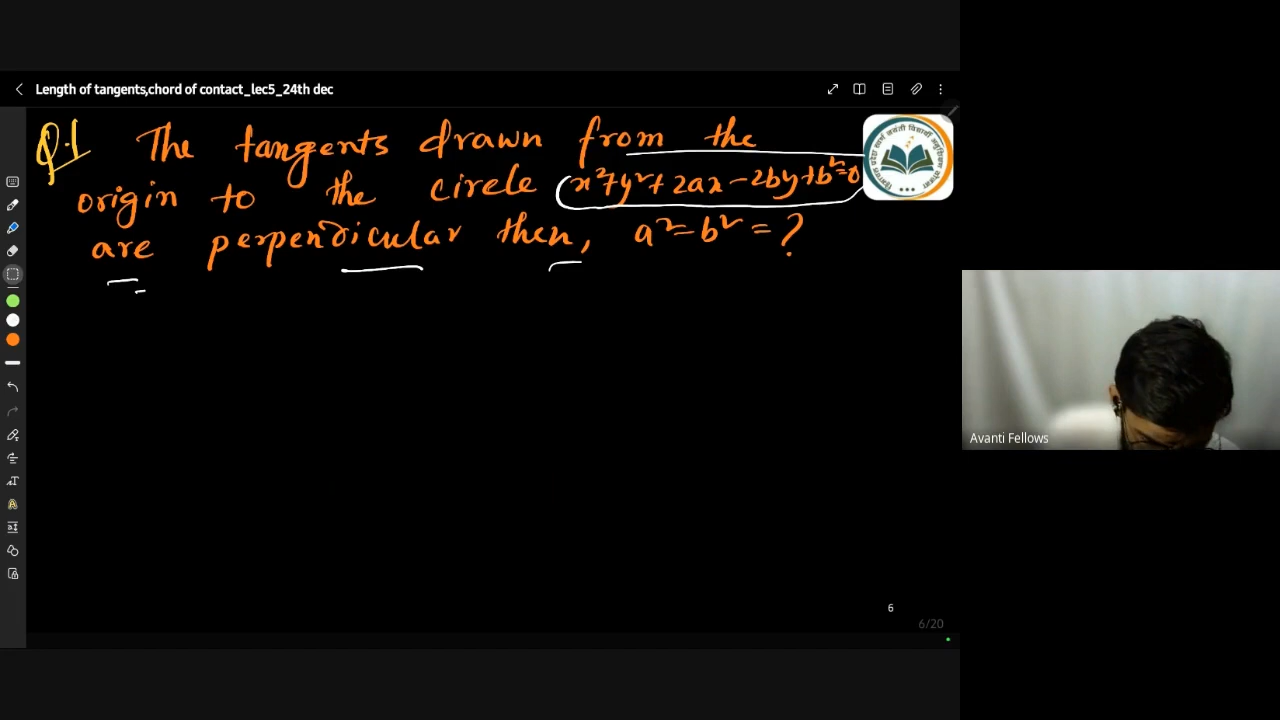 Length of tangents,chord of contact_lec5_24th dec
Q.1 The tangents drawn from the
origin to the circle x²+y²+2ax-2by+b²=0
are perpendicular then, a²-b²=?
Avanti Fellows
6
6/20